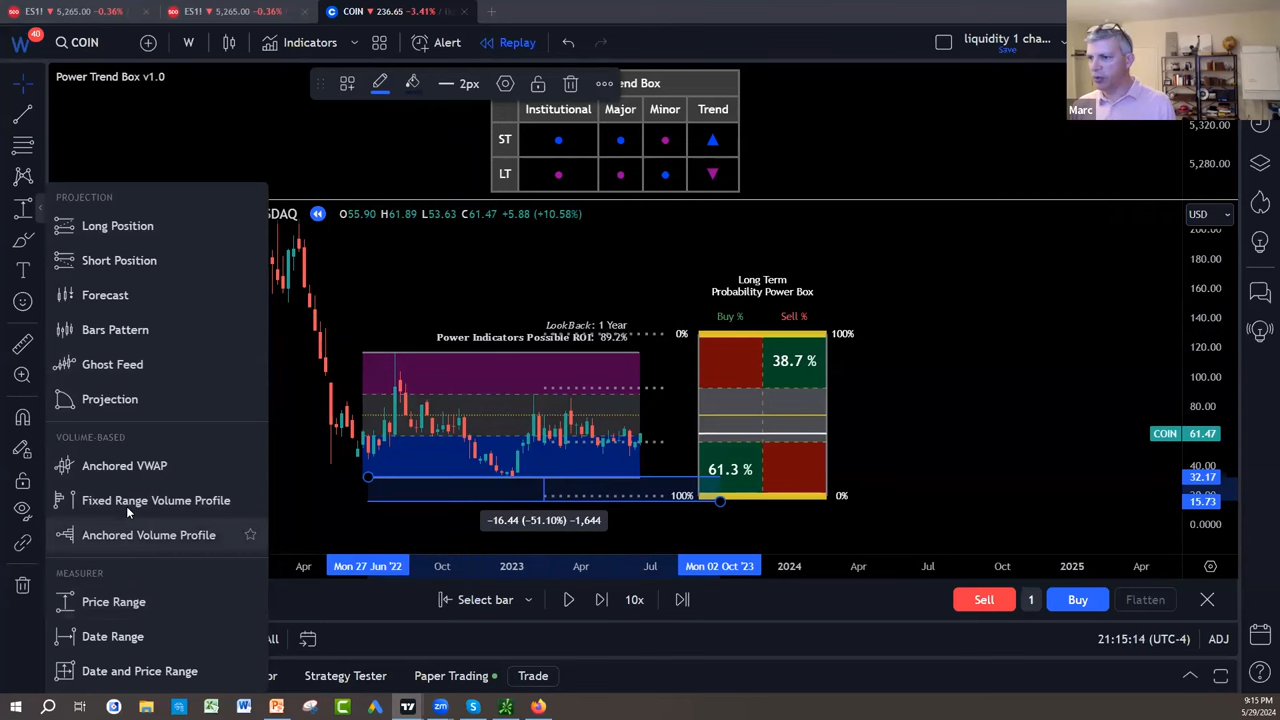 ES1! ▼ 5,265.00 −0.36% /
ES1! ▼ 5,265.00 −0.36%
COIN ▼ 236.65 −3.41%
40
COIN
W
Indicators
Alert
Replay
liquidity 1 cha...
Save
Marc
Power Trend Box v1.0
2px
end Box
Institutional Major Minor Trend
ST
LT
5,320.00
5,280.00
SDAQ
O55.90 H61.89 L53.63 C61.47 +5.88 (+10.58%)
USD
PROJECTION
Long Position
Short Position
Forecast
Bars Pattern
Ghost Feed
Projection
VOLUME-BASED
Anchored VWAP
Fixed Range Volume Profile
Anchored Volume Profile
MEASURER
Price Range
Date Range
Date and Price Range
Long Term
Probability Power Box
Buy % Sell %
LookBack: 1 Year
Power Indicators Possible ROI: 89.2%
0%
100%
38.7 %
61.3 %
100%
0%
−16.44 (−51.10%) −1,644
200.00
180.00
160.00
140.00
120.00
100.00
80.00
COIN 61.47
40.00
32.17
15.73
0.0000
Apr Mon 27 Jun '22 Oct 2023 Apr Jul Mon 02 Oct '23 2024 Apr Jul Oct 2025 Apr
Select bar
10x
Sell 1 Buy Flatten
All
21:15:14 (UTC-4) ADJ
or Strategy Tester Paper Trading Trade
9:15 PM
5/29/2024